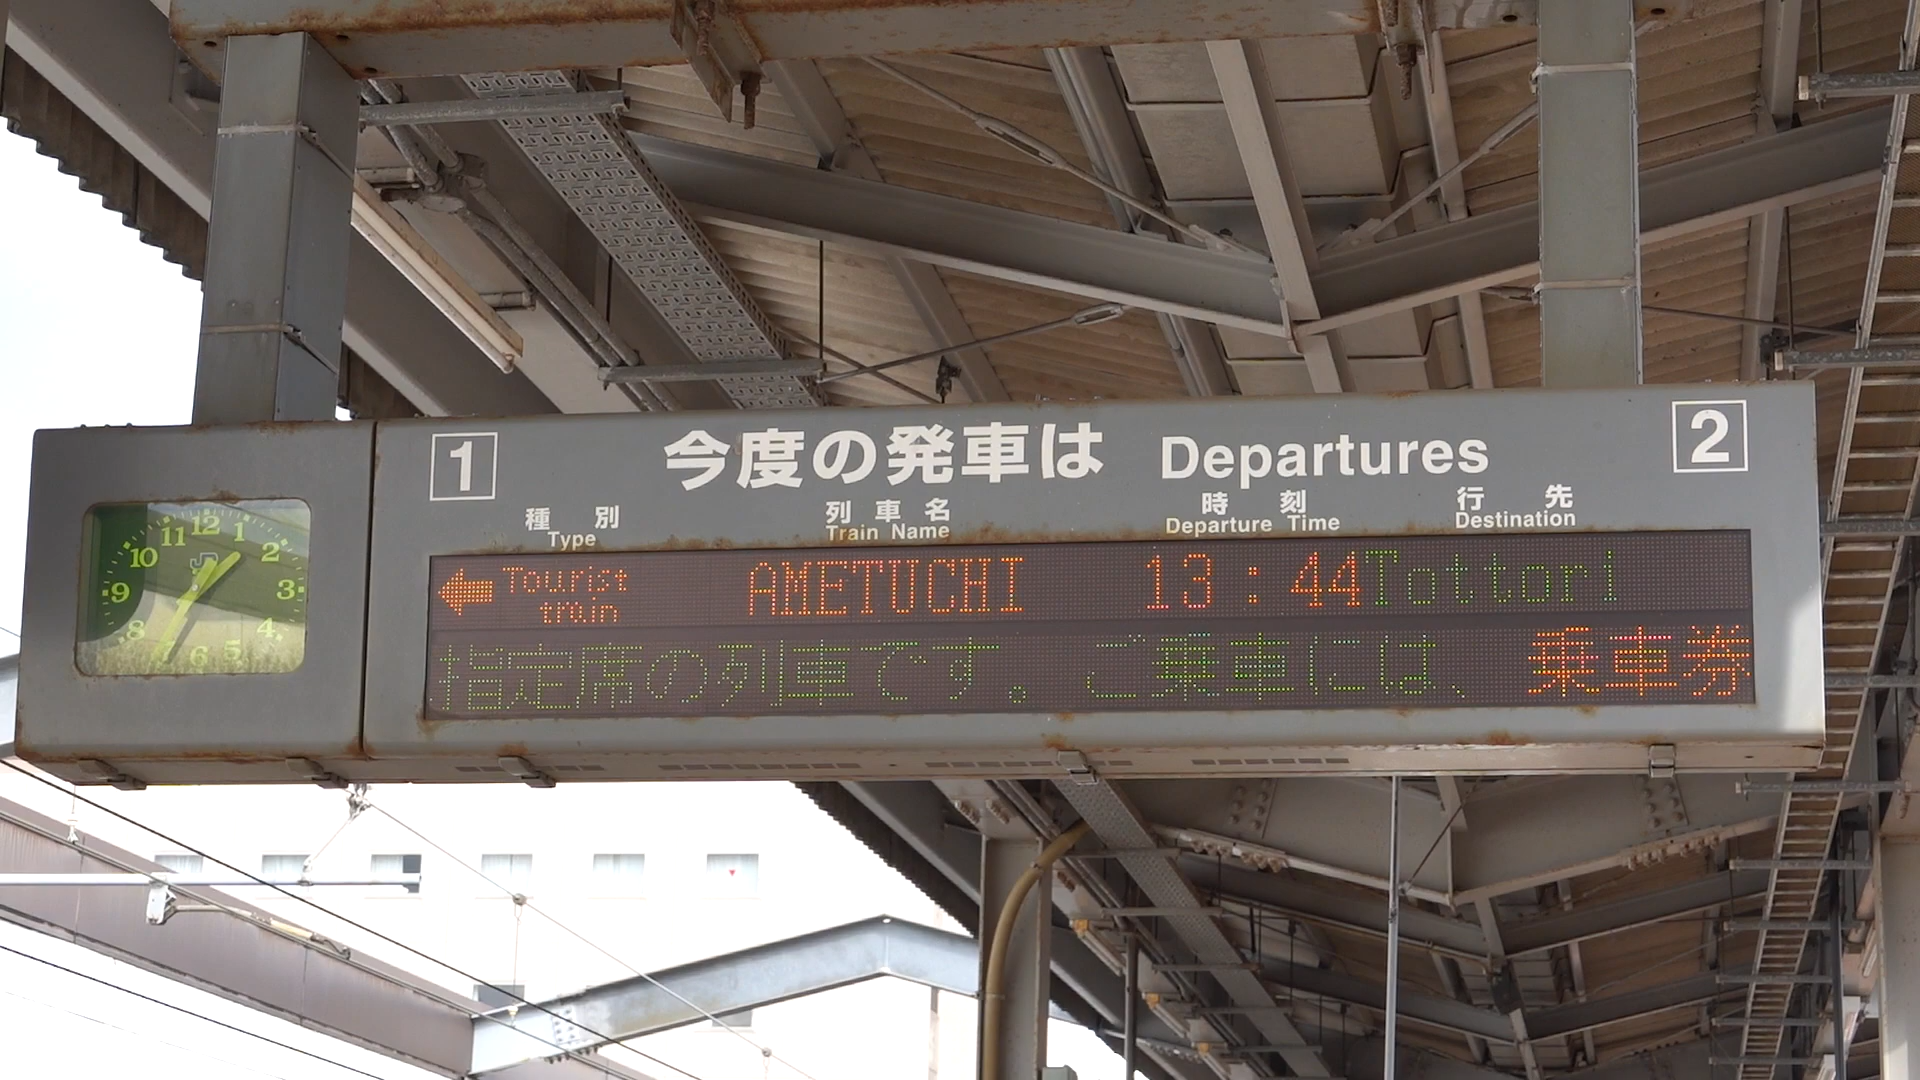 1 今度の発車は Departures 2
種別 列車名 時刻 行先
Type Train Name Departure Time Destination
Tourist train AMETUCHI 13:44 Tottori
指定席の列車です。ご乗車には、乗車券
12 1 2 3 4 5 6 7 8 9 10 11